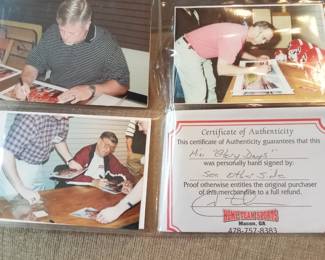 Certificate of Authenticity
This certificate of Authenticity guarantees that this
"Glory Days"
was personally hand signed by:
See Other Side
Proof otherwise entitles the original purchaser
of this merchandise to a full refund.
HOME TEAM SPORTS
Macon, GA
478-757-8383